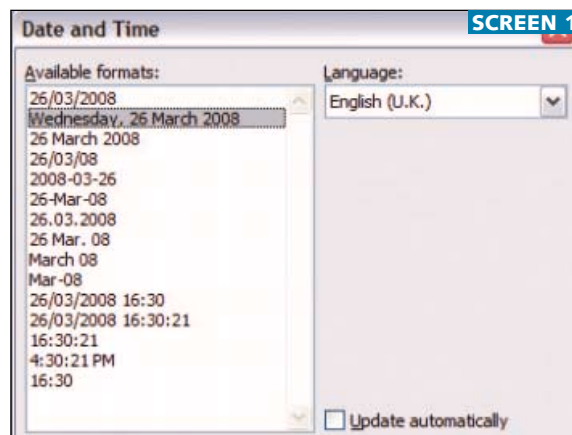 Date and Time
SCREEN 1
Available formats:
26/03/2008
Wednesday, 26 March 2008
26 March 2008
26/03/08
2008-03-26
26-Mar-08
26.03.2008
26 Mar. 08
March 08
Mar-08
26/03/2008 16:30
26/03/2008 16:30:21
16:30:21
4:30:21 PM
16:30
Language:
English (U.K.)
Update automatically